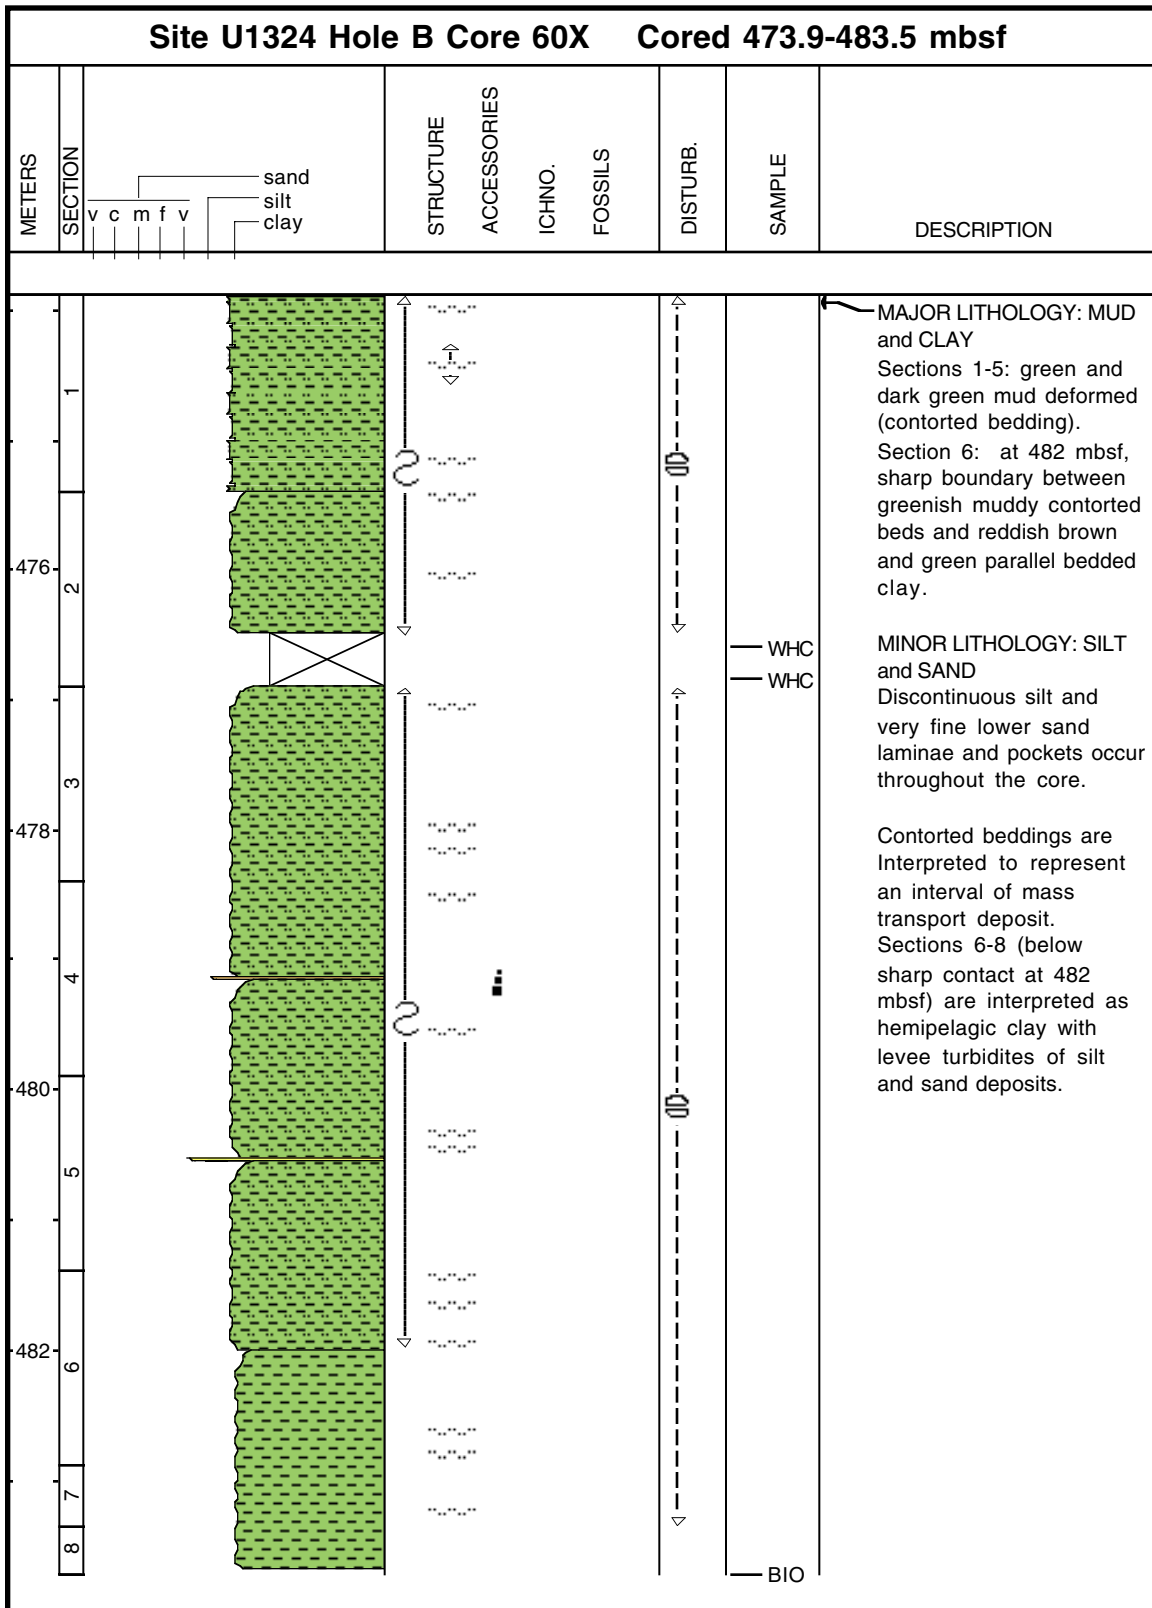 Site U1324 Hole B Core 60X Cored 473.9-483.5 mbsf
METERS
SECTION
v c m f v
sand
silt
clay
STRUCTURE
ACCESSORIES
ICHNO.
FOSSILS
DISTURB.
SAMPLE
DESCRIPTION
1
2
3
4
5
6
7
8
476
478
480
482
WHC
WHC
BIO
MAJOR LITHOLOGY: MUD
and CLAY
Sections 1-5: green and
dark green mud deformed
(contorted bedding).
Section 6: at 482 mbsf,
sharp boundary between
greenish muddy contorted
beds and reddish brown
and green parallel bedded
clay.
MINOR LITHOLOGY: SILT
and SAND
Discontinuous silt and
very fine lower sand
laminae and pockets occur
throughout the core.
Contorted beddings are
Interpreted to represent
an interval of mass
transport deposit.
Sections 6-8 (below
sharp contact at 482
mbsf) are interpreted as
hemipelagic clay with
levee turbidites of silt
and sand deposits.